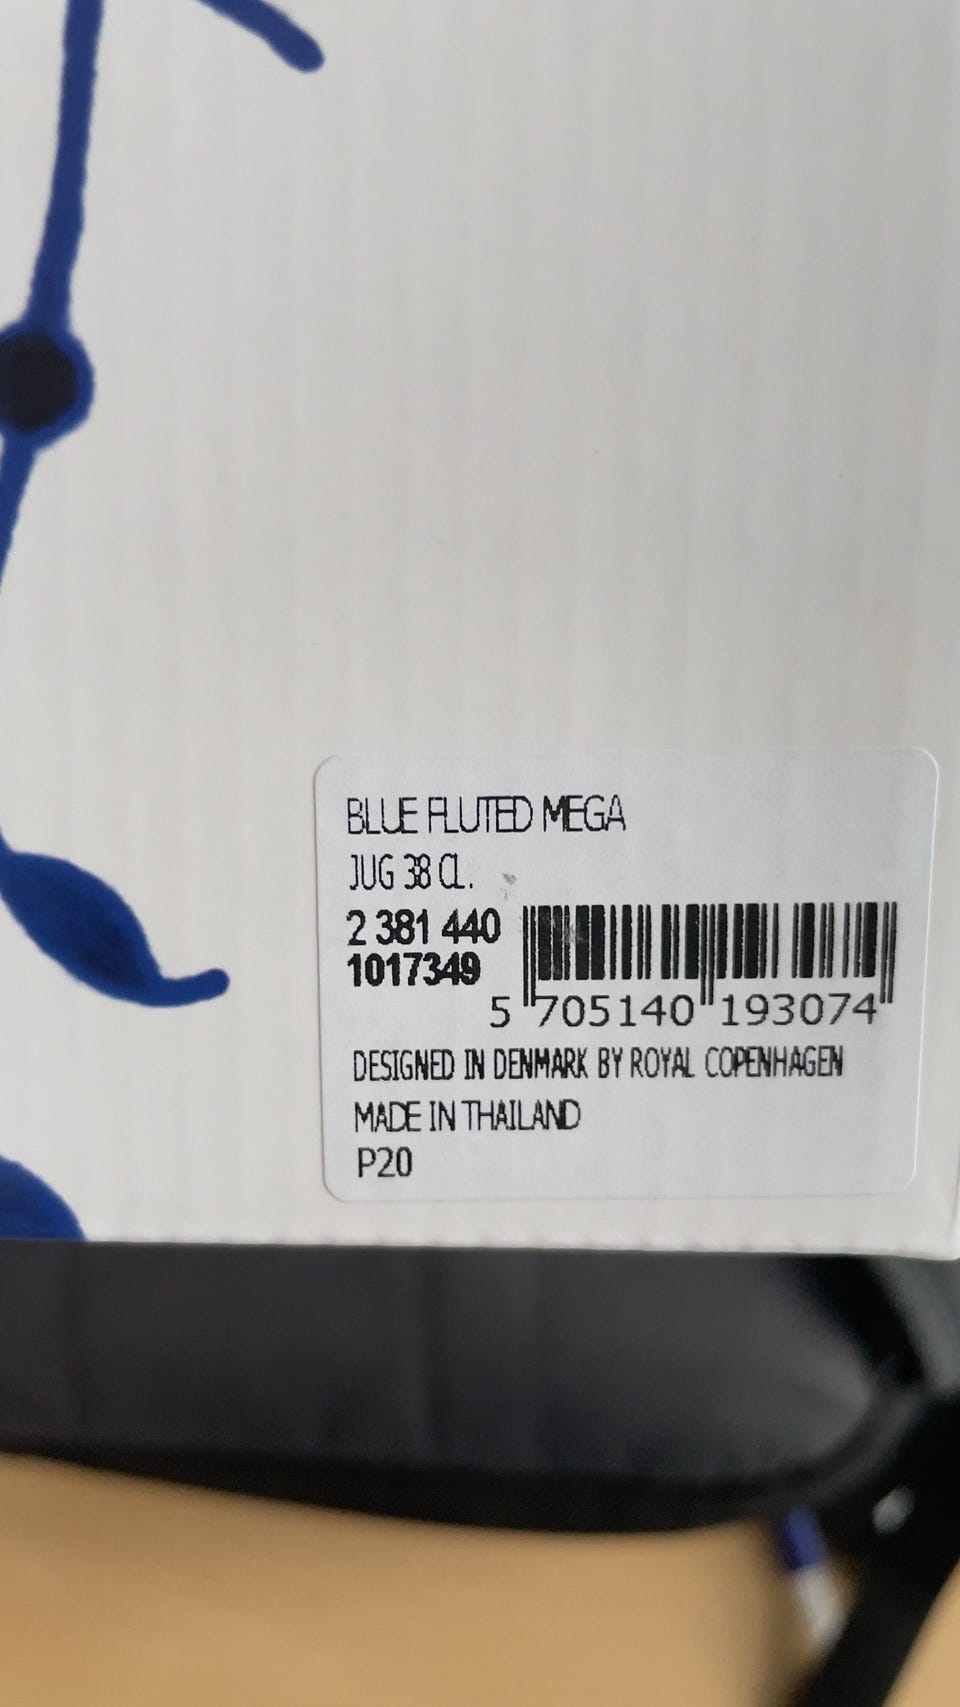 BLUE FLUTED MEGA
JUG 38 CL.
2 381 440
1017349
5 705140 193074
DESIGNED IN DENMARK BY ROYAL COPENHAGEN
MADE IN THAILAND
P20